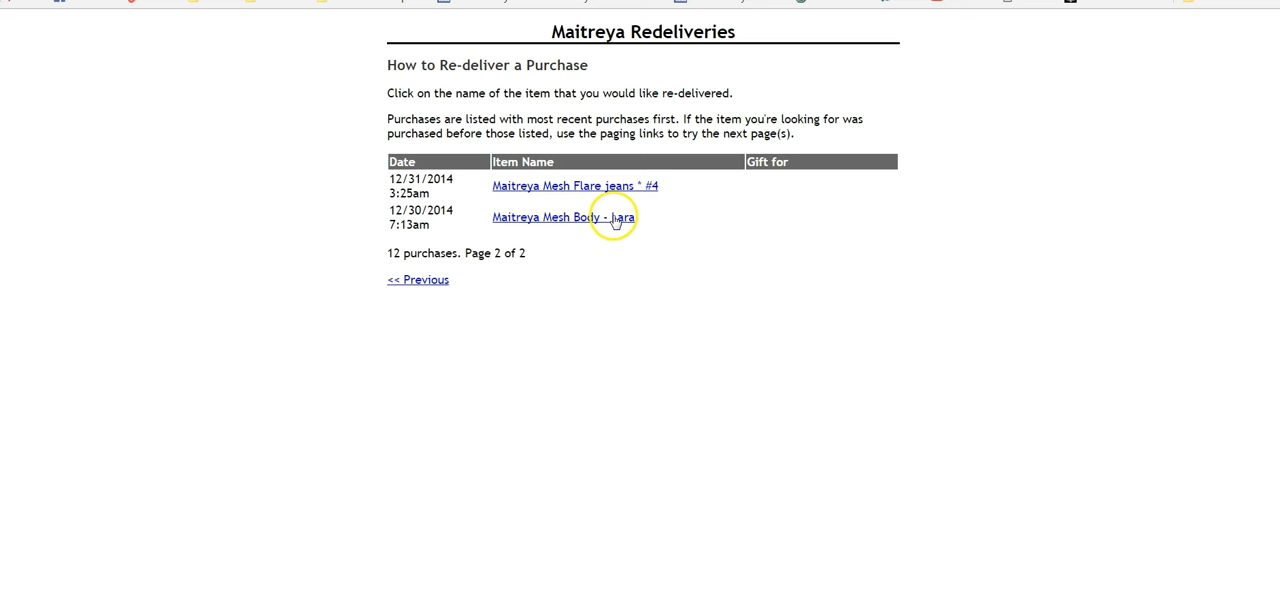 Maitreya Redeliveries
How to Re-deliver a Purchase
Click on the name of the item that you would like re-delivered.
Purchases are listed with most recent purchases first. If the item you're looking for was
purchased before those listed, use the paging links to try the next page(s).
Date Item Name Gift for
12/31/2014
3:25am
Maitreya Mesh Flare jeans * #4
12/30/2014
7:13am
Maitreya Mesh Body - Lara
12 purchases. Page 2 of 2
<< Previous